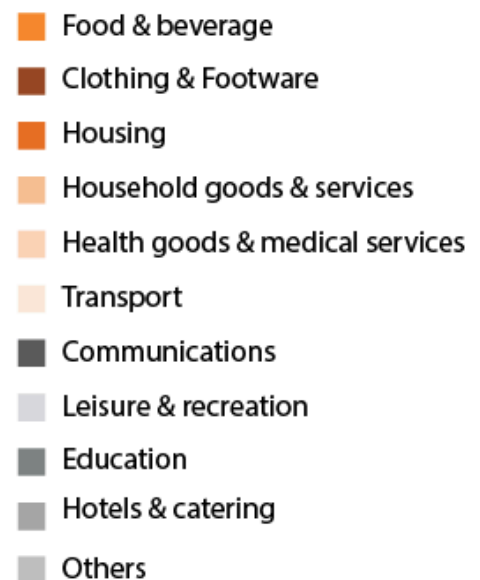 Food & beverage
Clothing & Footware
Housing
Household goods & services
Health goods & medical services
Transport
Communications
Leisure & recreation
Education
Hotels & catering
Others